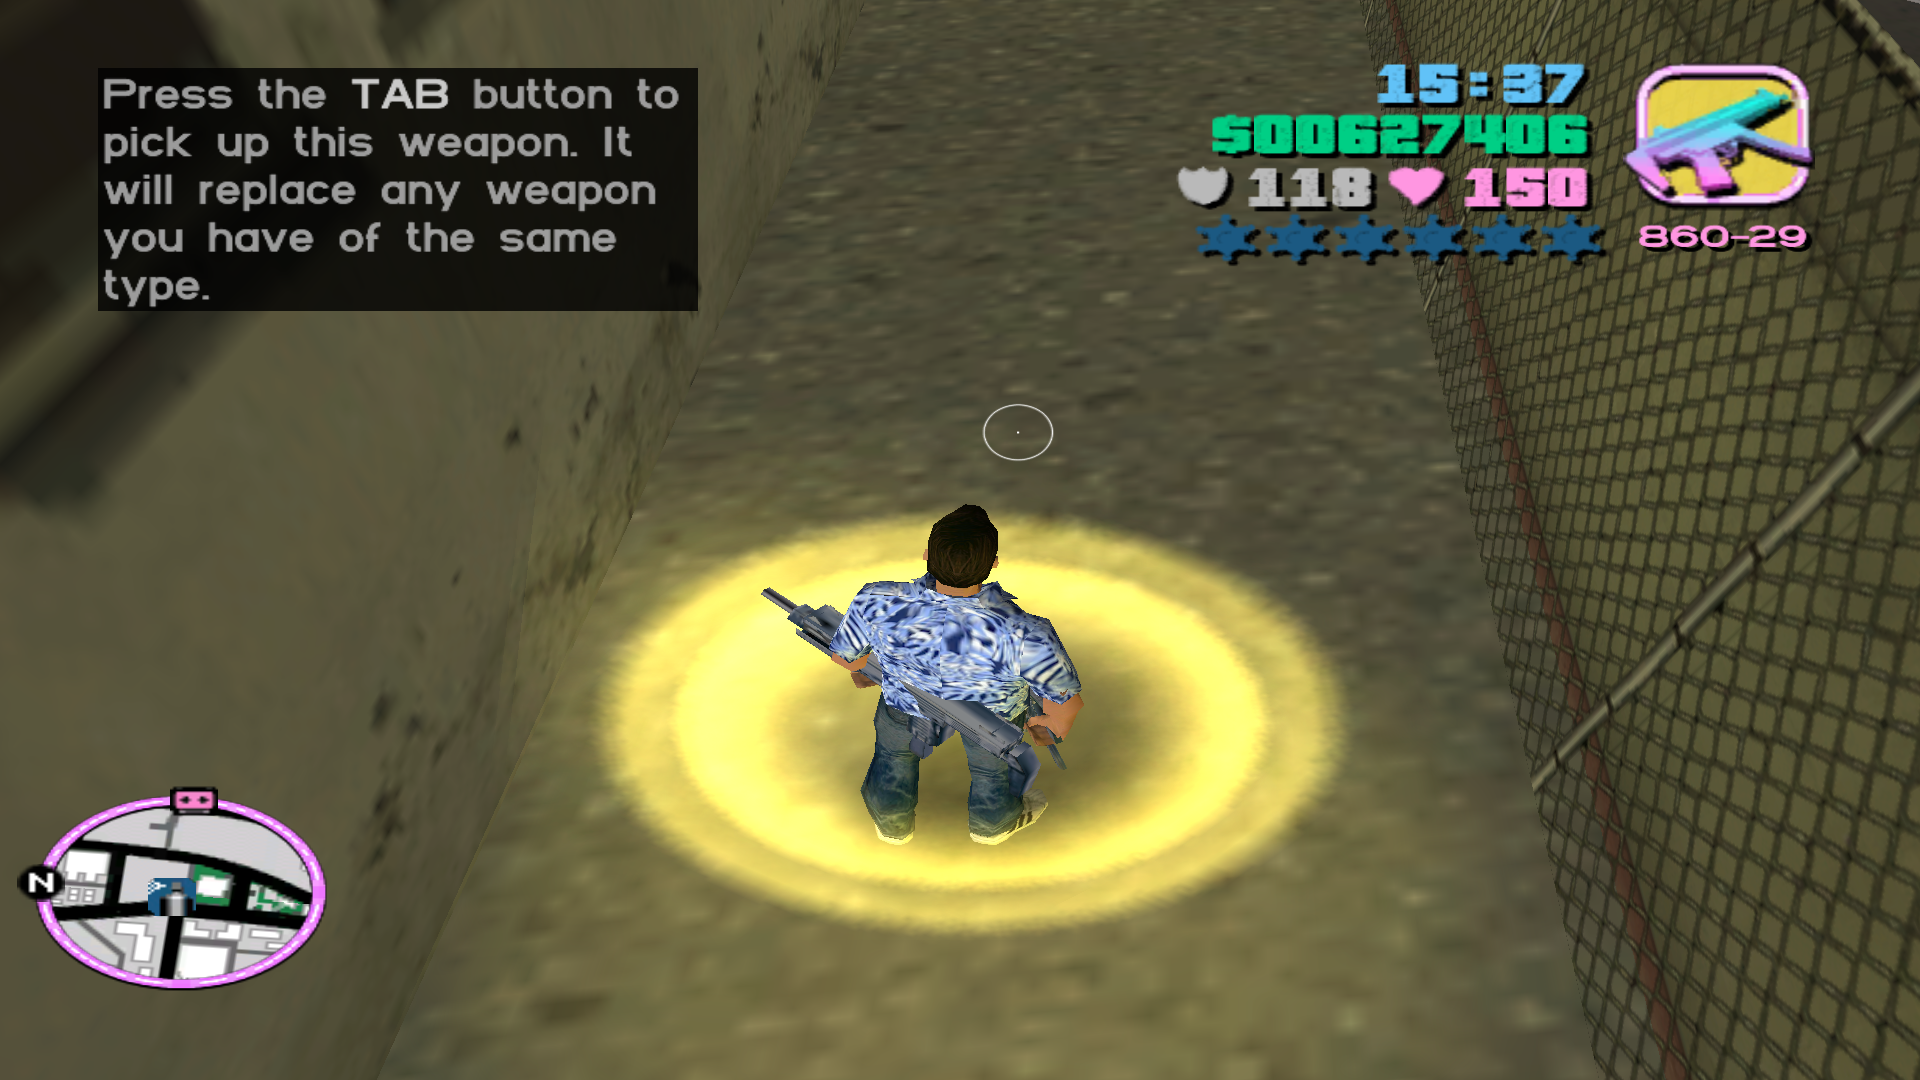 Press the TAB button to
pick up this weapon. It
will replace any weapon
you have of the same
type.
15:37
$00627406
118 150
860-29
N